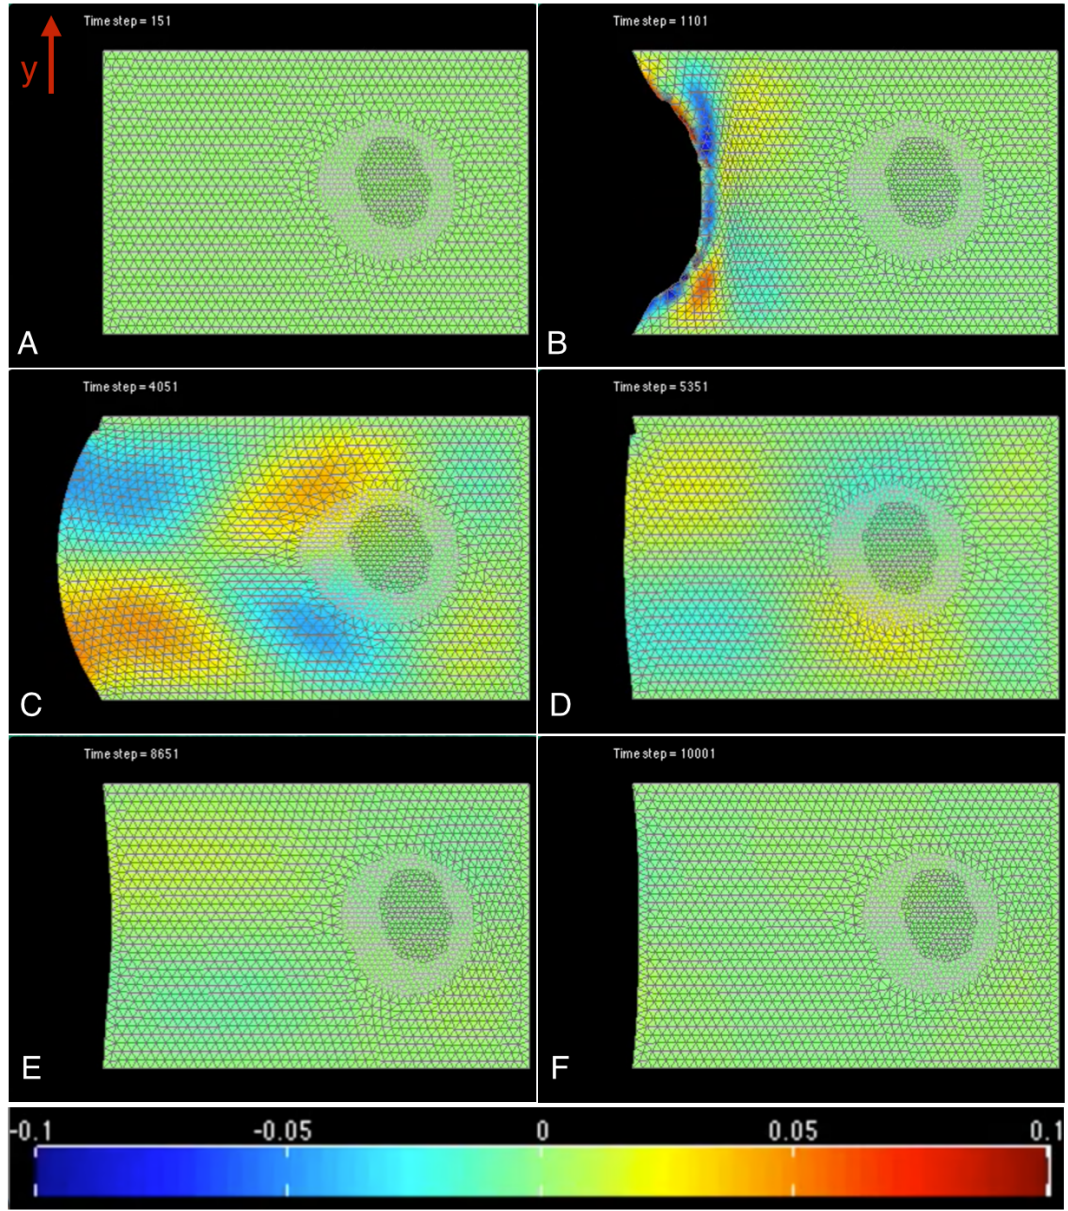 Time step = 151
Time step = 1101
y
A
B
Time step = 4051
Time step = 5351
C
D
Time step = 8651
Time step = 10001
E
F
-0.1 -0.05 0 0.05 0.1